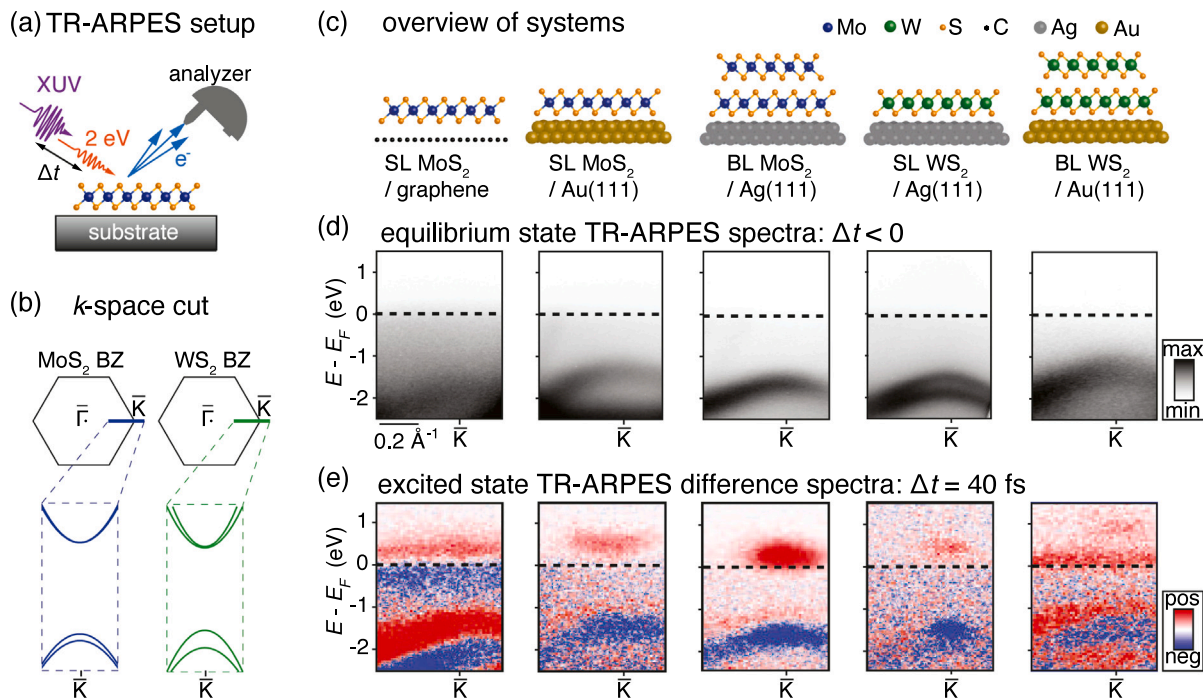 (a) TR-ARPES setup
XUV
analyzer
2 eV
Δt
e-
substrate
(b) k-space cut
MoS2 BZ
WS2 BZ
Γ̄
K̄
Γ̄
K̄
K̄
K̄
(c) overview of systems
Mo W S C Ag Au
SL MoS2
/ graphene
SL MoS2
/ Au(111)
BL MoS2
/ Ag(111)
SL WS2
/ Ag(111)
BL WS2
/ Au(111)
(d) equilibrium state TR-ARPES spectra: Δt < 0
E - EF (eV)
1
0
-1
-2
0.2 Å-1
K̄
K̄
K̄
K̄
K̄
max
min
(e) excited state TR-ARPES difference spectra: Δt = 40 fs
E - EF (eV)
1
0
-1
-2
K̄
K̄
K̄
K̄
K̄
pos
neg